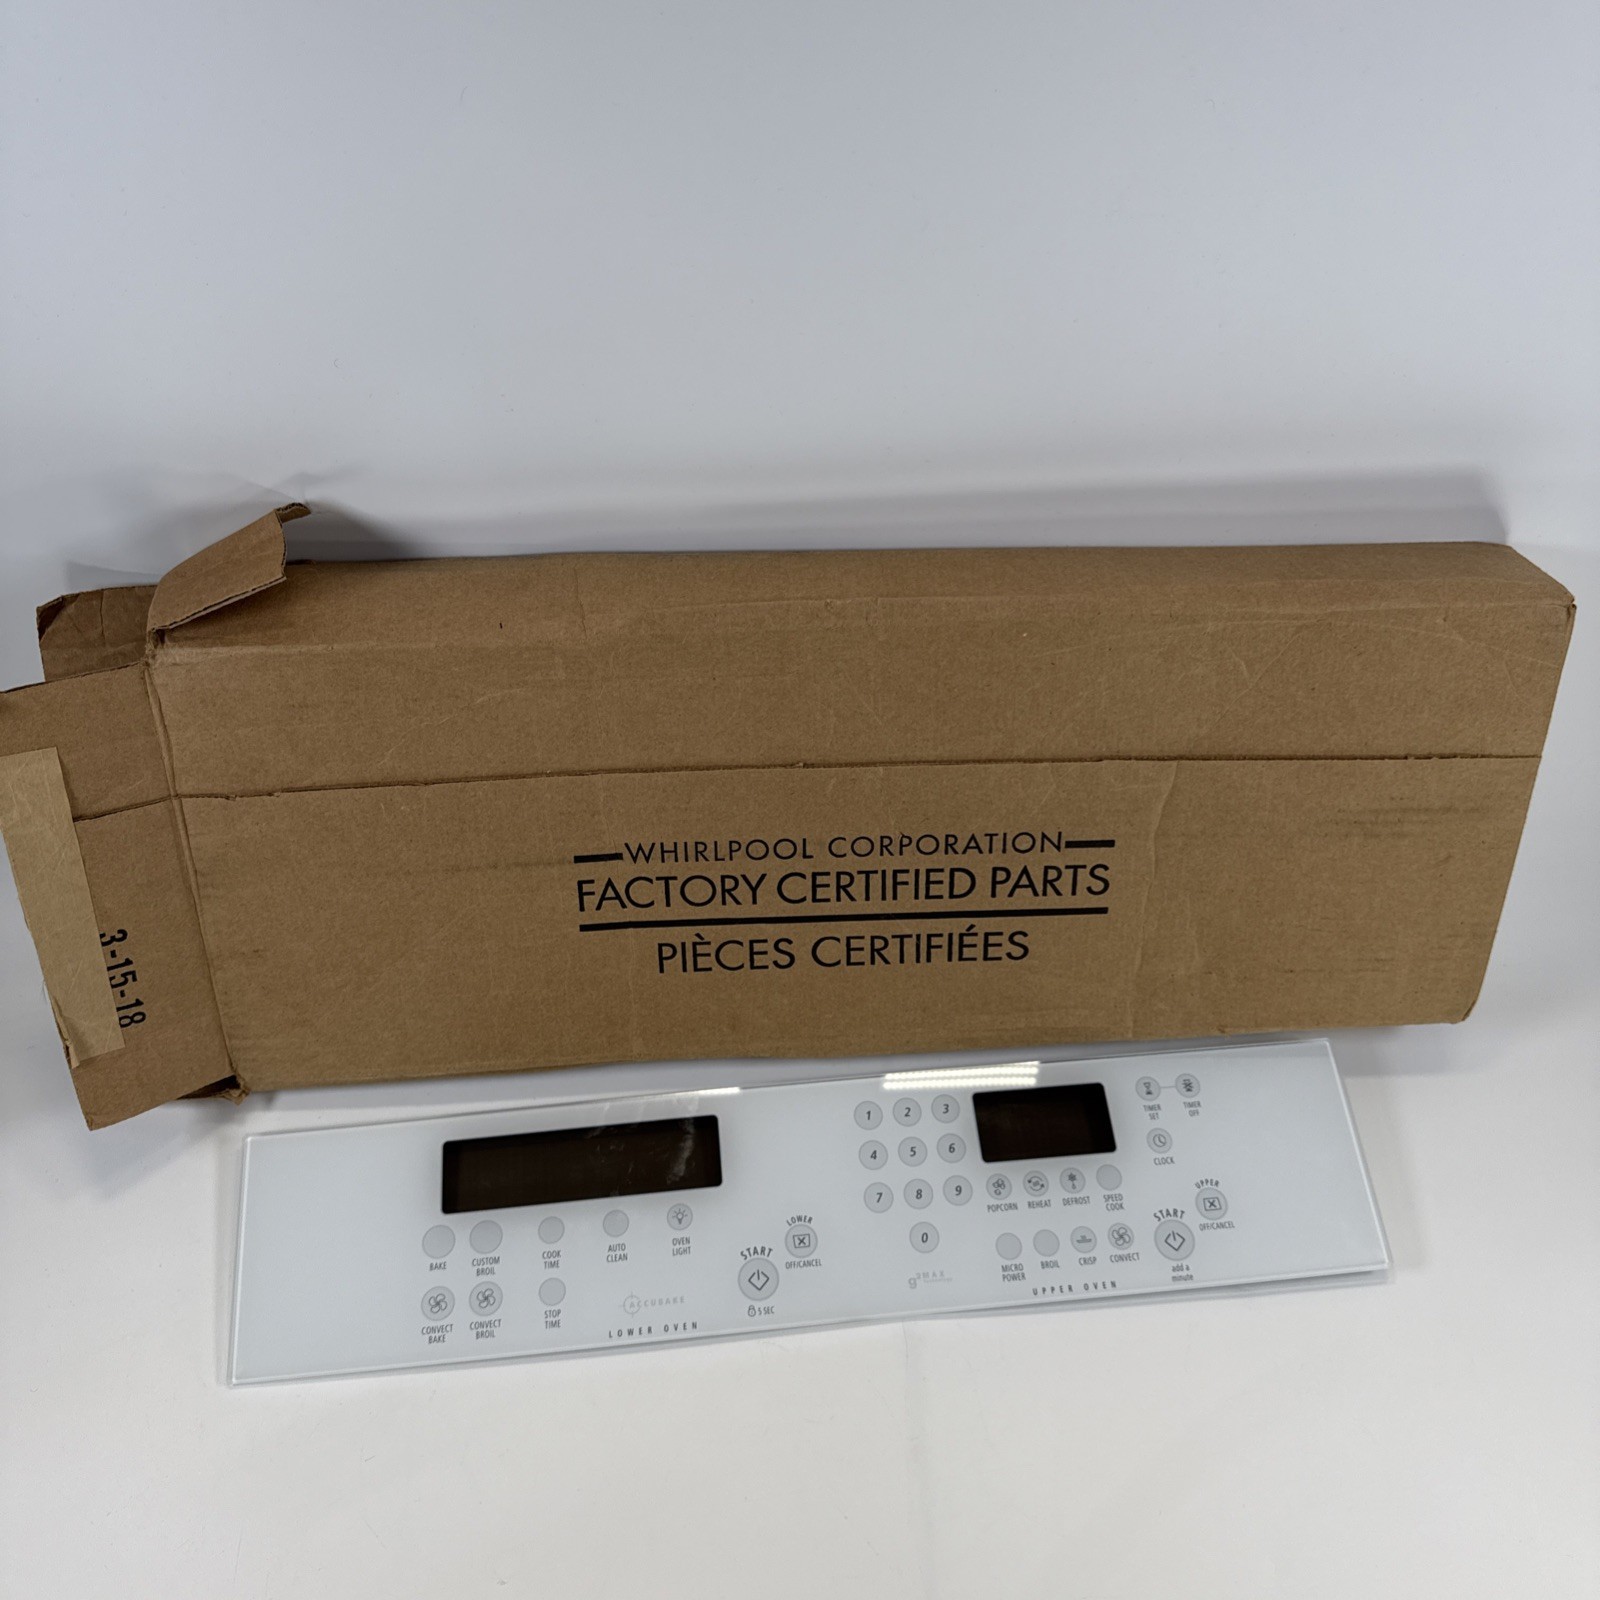 WHIRLPOOL CORPORATION
FACTORY CERTIFIED PARTS
PIÈCES CERTIFIÉES
3-15-18
BAKE
CUSTOM
BROIL
COOK
TIME
AUTO
CLEAN
OVEN
LIGHT
CONVECT
BAKE
CONVECT
BROIL
STOP
TIME
ACCUBAKE
LOWER OVEN
START
5 SEC
LOWER
OFF/CANCEL
1 2 3
4 5 6
7 8 9
0
TIMER
SET
TIMER
OFF
CLOCK
POPCORN
REHEAT
DEFROST
SPEED
COOK
MICRO
POWER
BROIL
CRISP
CONVECT
UPPER OVEN
START
add a
minute
UPPER
OFF/CANCEL
g2MAX